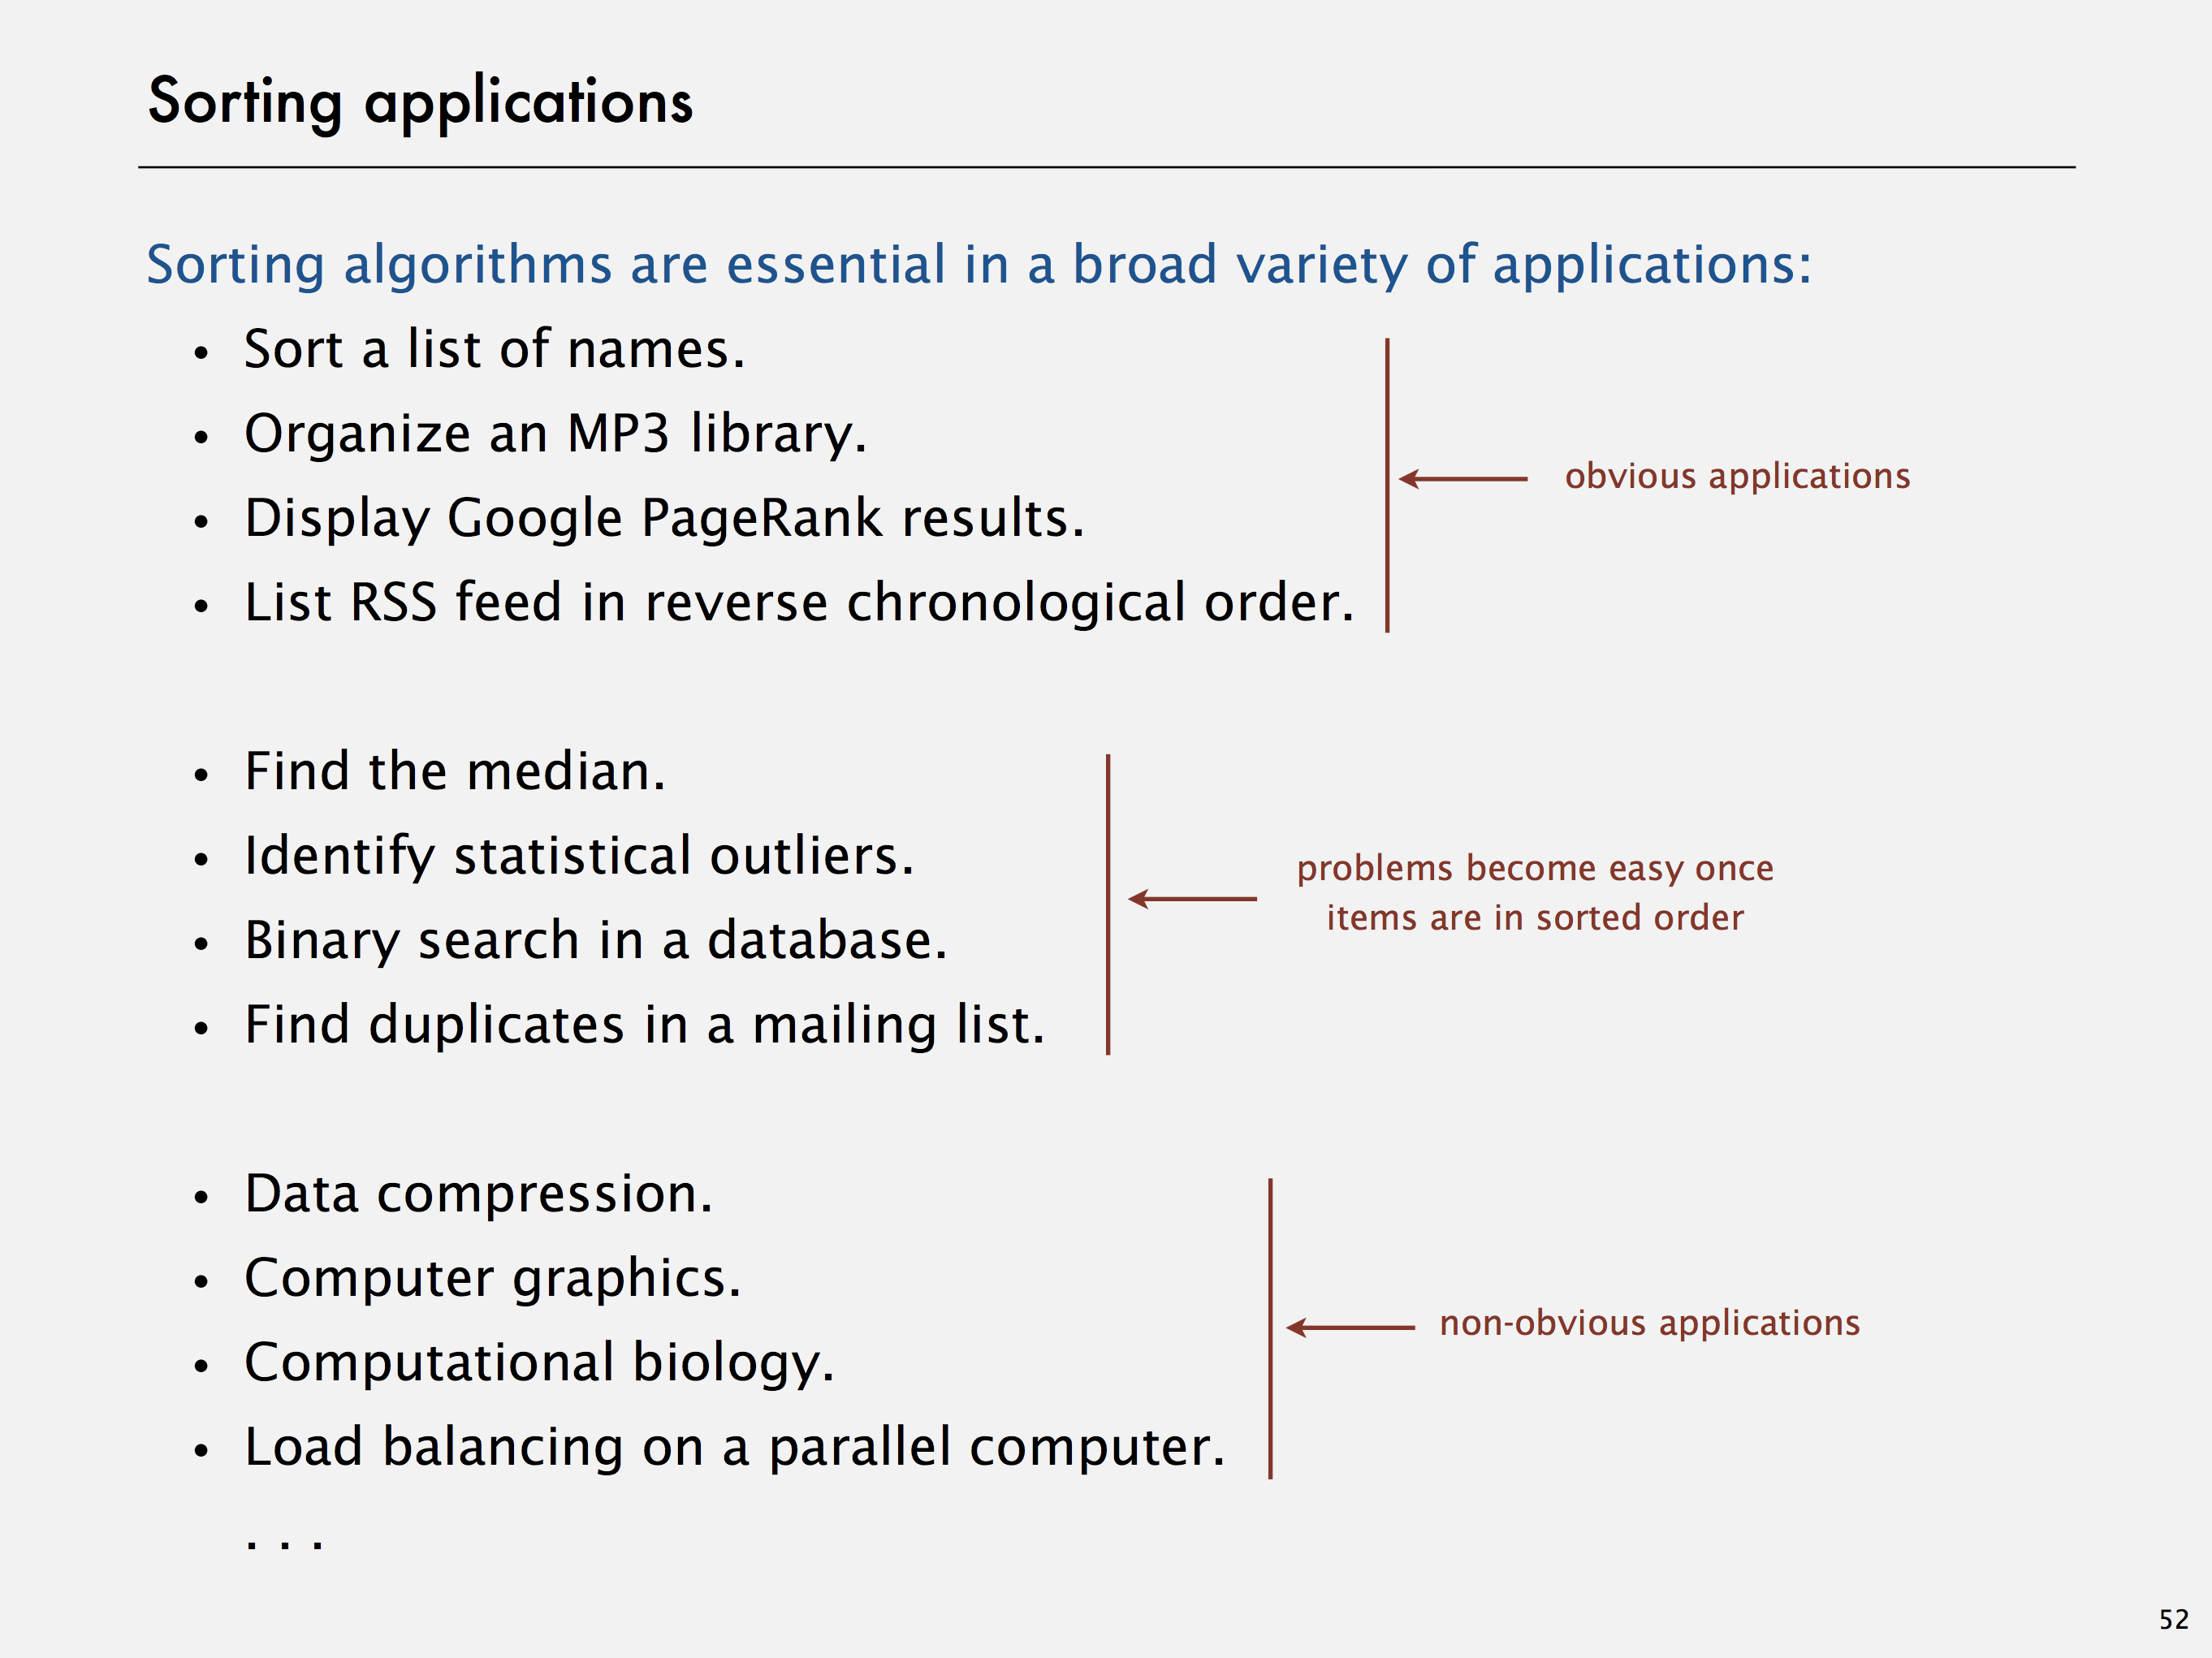 Sorting applications
Sorting algorithms are essential in a broad variety of applications:
• Sort a list of names.
• Organize an MP3 library.
• Display Google PageRank results.
• List RSS feed in reverse chronological order.
obvious applications
• Find the median.
• Identify statistical outliers.
• Binary search in a database.
• Find duplicates in a mailing list.
problems become easy once
items are in sorted order
• Data compression.
• Computer graphics.
• Computational biology.
• Load balancing on a parallel computer.
non-obvious applications
. . .
52